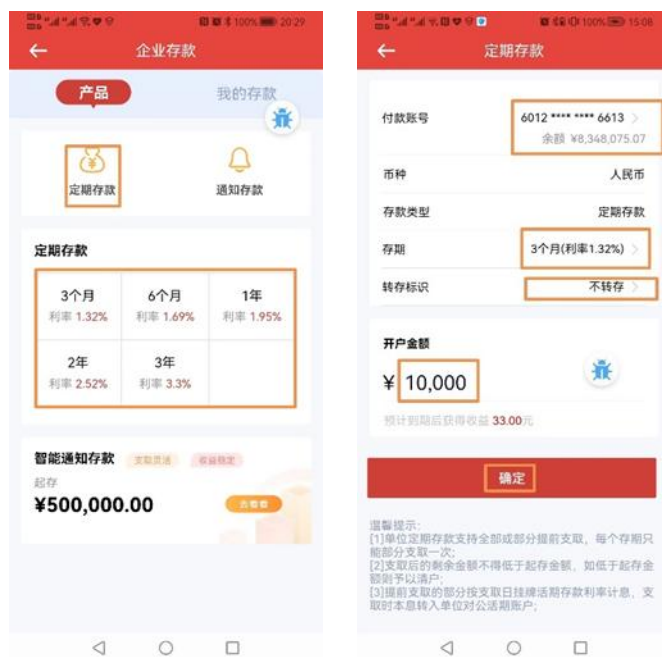 100% 20:29
企业存款
产品
我的存款
定期存款
通知存款
定期存款
3个月
6个月
1年
利率 1.32%
利率 1.69%
利率 1.95%
2年
3年
利率 2.52%
利率 3.3%
智能通知存款
支取灵活
收益稳定
起存
¥500,000.00
去看看
100% 15:08
定期存款
付款账号
6012 **** **** 6613
余额 ¥8,348,075.07
币种
人民币
存款类型
定期存款
存期
3个月(利率1.32%)
转存标识
不转存
开户金额
¥ 10,000
预计到期后获得收益 33.00元
确定
温馨提示:
[1]单位定期存款支持全部或部分提前支取，每个存期只
能部分支取一次;
[2]支取后的剩余金额不得低于起存金额，如低于起存金
额则予以清户;
[3]提前支取的部分按支取日挂牌活期存款利率计息，支
取时本息转入单位对公活期账户;